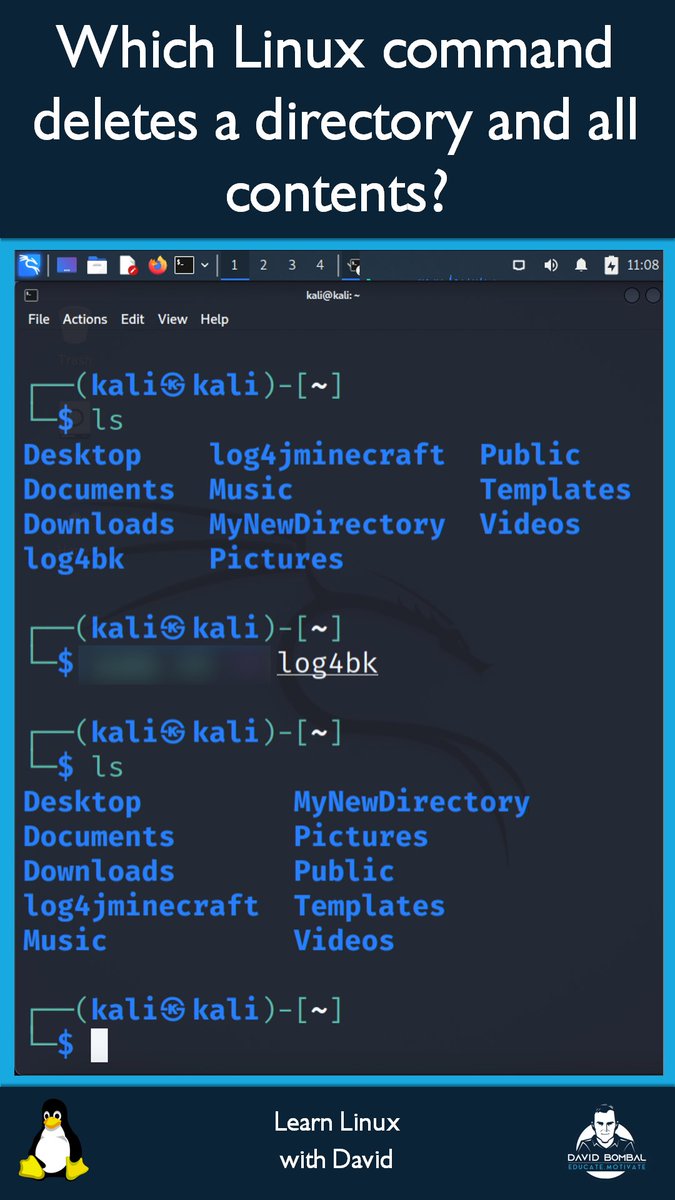 Which Linux command
deletes a directory and all
contents?
1 2 3 4 11:08
kali@kali: ~
File Actions Edit View Help
Trash
┌──(kali㉿kali)-[~]
└─$ ls
Desktop log4jminecraft Public
Documents Music Templates
Downloads MyNewDirectory Videos
log4bk Pictures
┌──(kali㉿kali)-[~]
└─$ log4bk
┌──(kali㉿kali)-[~]
└─$ ls
Desktop MyNewDirectory
Documents Pictures
Downloads Public
log4jminecraft Templates
Music Videos
┌──(kali㉿kali)-[~]
└─$
Learn Linux
with David
DAVID BOMBAL
EDUCATE MOTIVATE